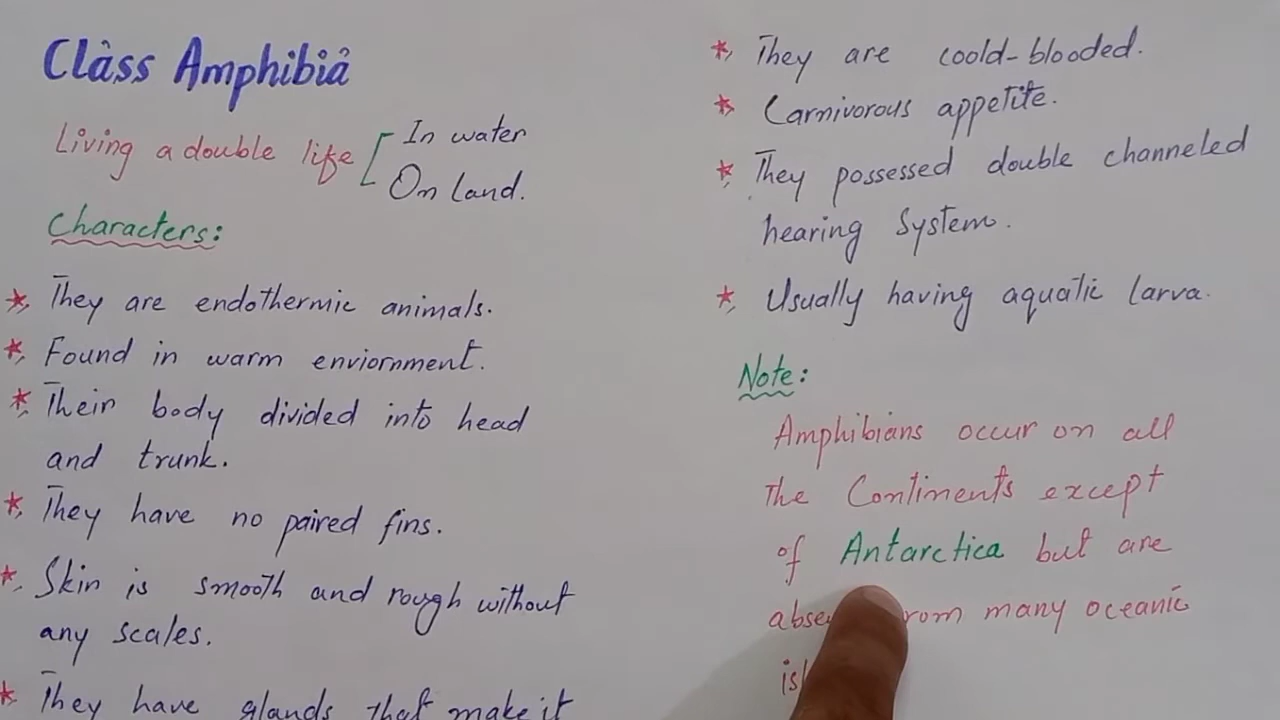 Class Amphibia
Living a double life
In water
On land.
Characters:
* They are endothermic animals.
* Found in warm enviornment.
* Their body divided into head
and trunk.
* They have no paired fins.
* Skin is smooth and rough without
any scales.
* They have glands that make it
* They are coold-blooded.
* Carnivorous appetite.
* They possessed double channeled
hearing System.
* Usually having aquatic larva.
Note:
Amphibians occur on all
the Continents except
of Antarctica but are
many oceanic